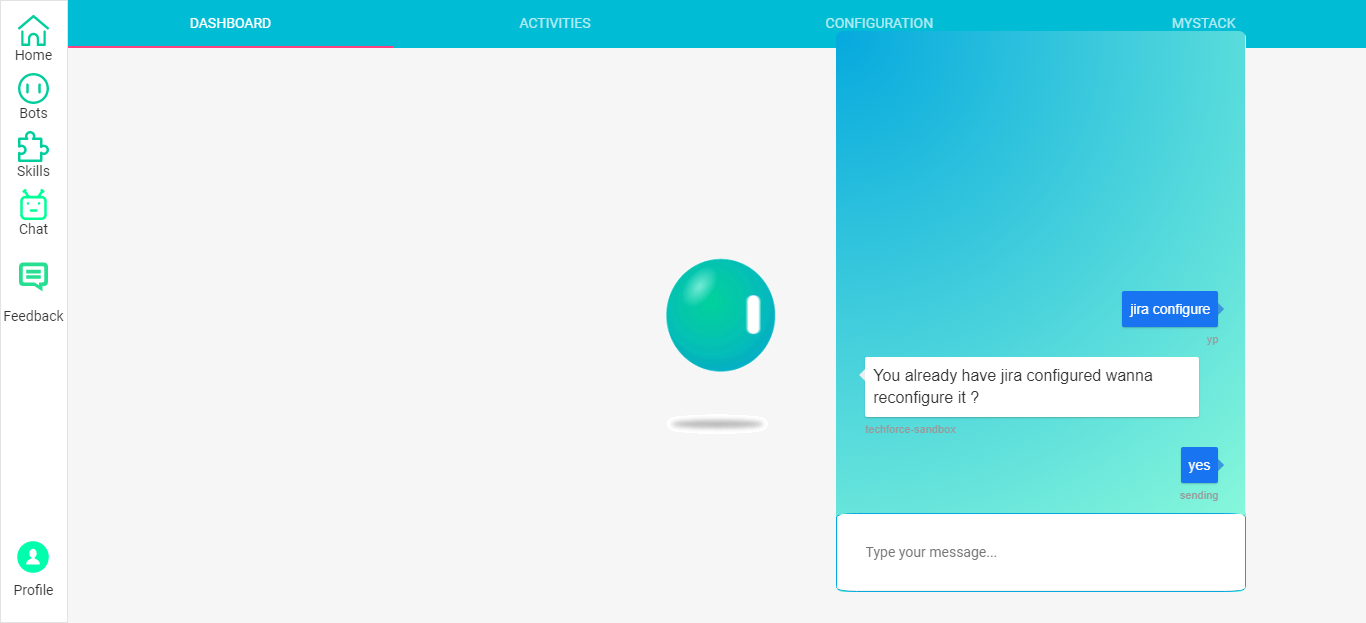 DASHBOARD
ACTIVITIES
CONFIGURATION
MYSTACK
Home
Bots
Skills
Chat
Feedback
Profile
jira configure
yp
You already have jira configured wanna
reconfigure it ?
techforce-sandbox
yes
sending
Type your message...